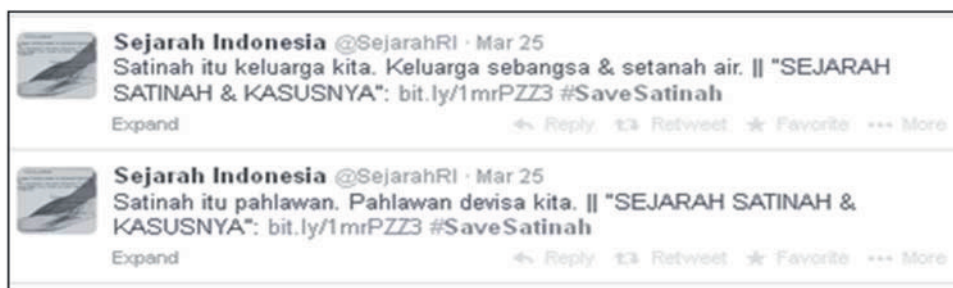 Sejarah Indonesia @SejarahRI · Mar 25
Satinah itu keluarga kita. Keluarga sebangsa & setanah air. || "SEJARAH
SATINAH & KASUSNYA": bit.ly/1mrPZZ3 #SaveSatinah
Expand Reply Retweet Favorite More
Sejarah Indonesia @SejarahRI · Mar 25
Satinah itu pahlawan. Pahlawan devisa kita. || "SEJARAH SATINAH &
KASUSNYA": bit.ly/1mrPZZ3 #SaveSatinah
Expand Reply Retweet Favorite More